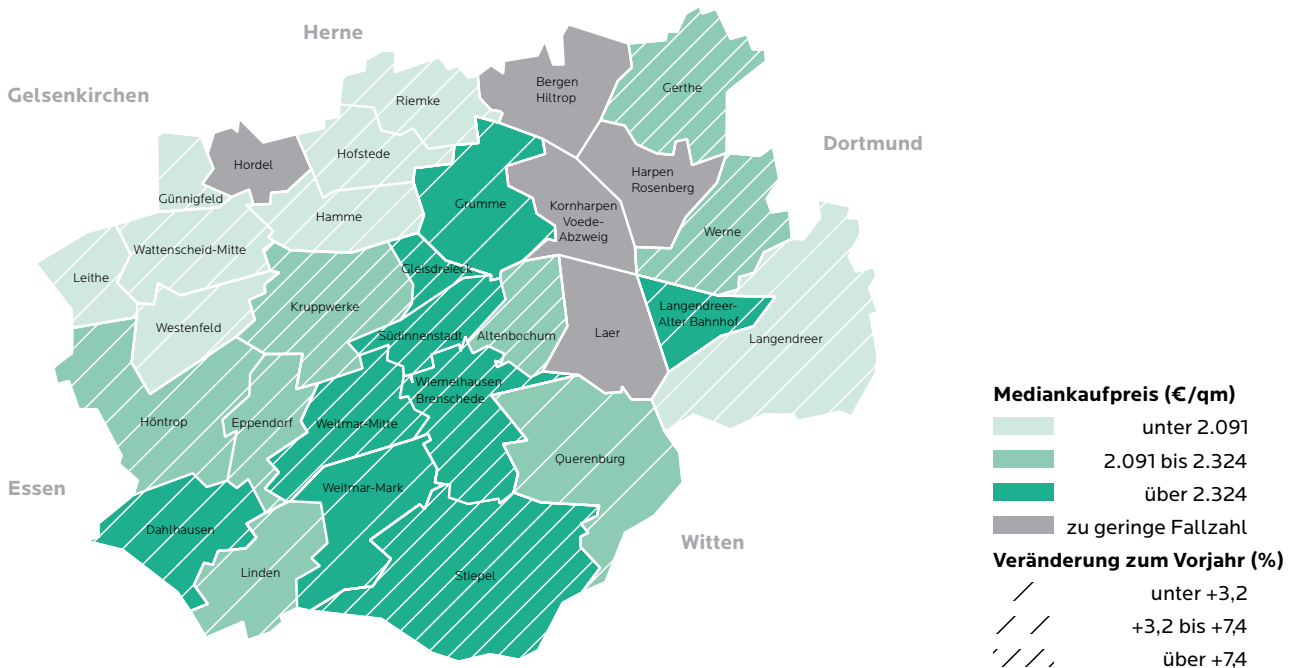 Herne
Gelsenkirchen
Dortmund
Essen
Witten
Riemke
Bergen
Hiltrop
Gerthe
Hordel
Hofstede
Günnigfeld
Hamme
Grumme
Harpen
Rosenberg
Kornharpen
Voede-
Abzweig
Werne
Wattenscheid-Mitte
Leithe
Gleisdreieck
Kruppwerke
Westenfeld
Südinnenstadt
Altenbochum
Laer
Langendreer-
Alter Bahnhof
Langendreer
Wiemelhausen
Brenschede
Höntrop
Eppendorf
Weitmar-Mitte
Querenburg
Weitmar-Mark
Dahlhausen
Linden
Stiepel
Mediankaufpreis (€/qm)
unter 2.091
2.091 bis 2.324
über 2.324
zu geringe Fallzahl
Veränderung zum Vorjahr (%)
unter +3,2
+3,2 bis +7,4
über +7,4